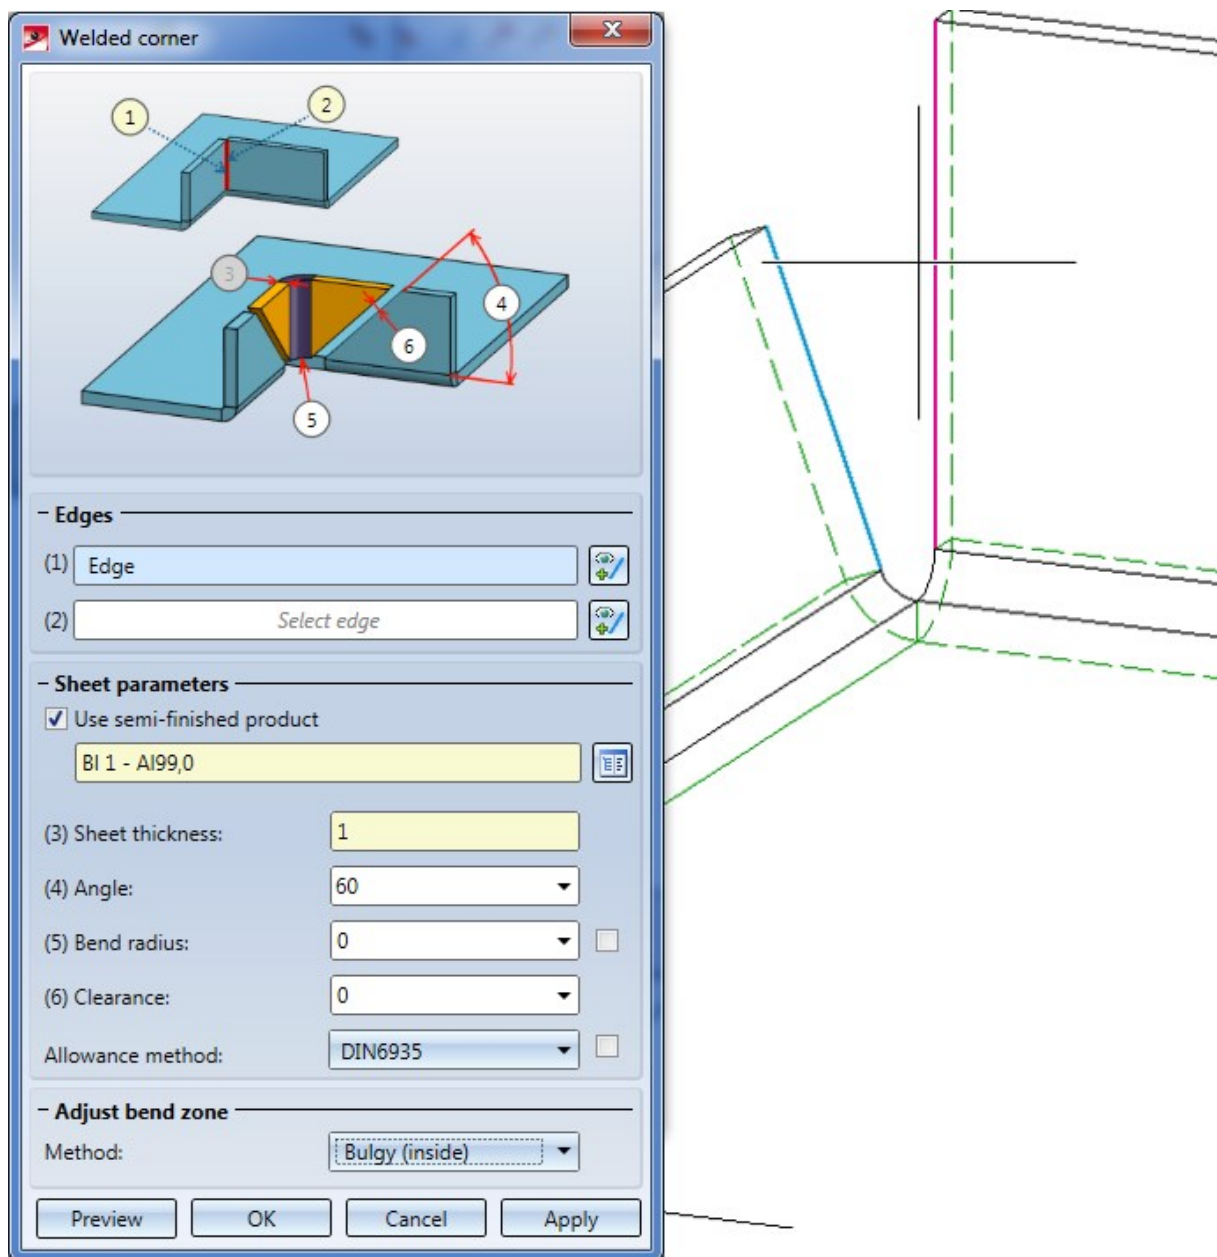 Welded corner
x
1
2
3
4
6
5
- Edges
(1) Edge
(2) Select edge
- Sheet parameters
Use semi-finished product
Bl 1 - Al99,0
(3) Sheet thickness: 1
(4) Angle: 60
(5) Bend radius: 0
(6) Clearance: 0
Allowance method: DIN6935
- Adjust bend zone
Method: Bulgy (inside)
Preview OK Cancel Apply